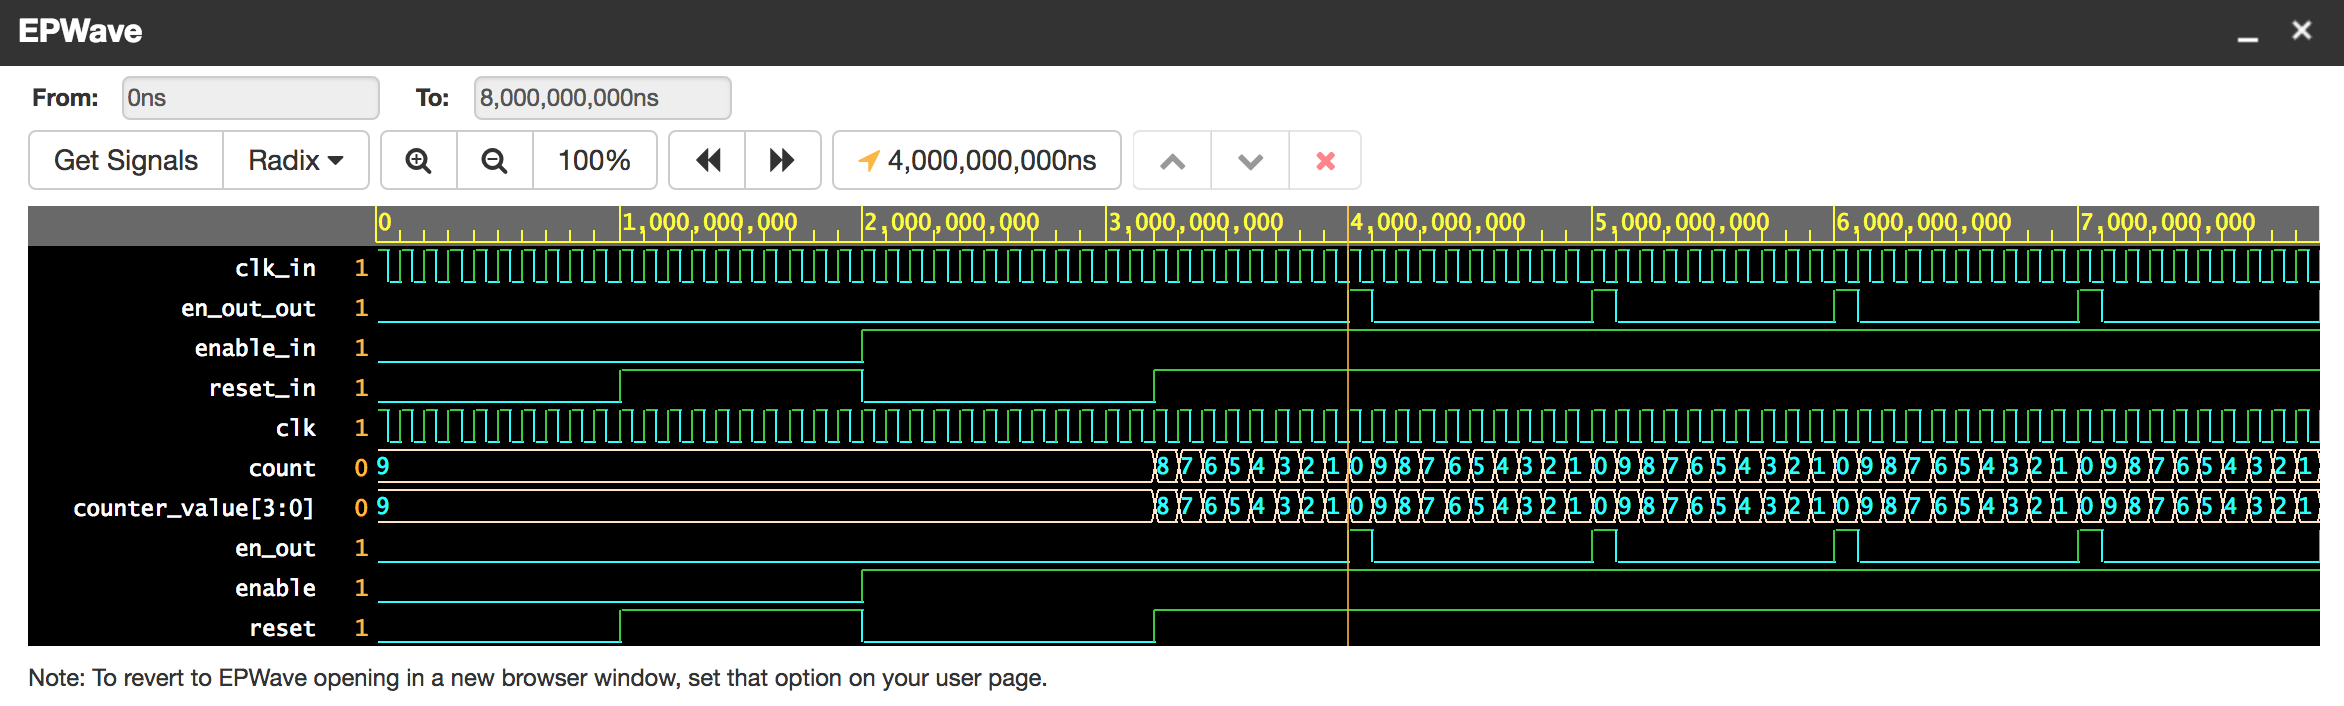 EPWave
From: 0ns To: 8,000,000,000ns
Get Signals Radix 100% 4,000,000,000ns
0 1,000,000,000 2,000,000,000 3,000,000,000 4,000,000,000 5,000,000,000 6,000,000,000 7,000,000,000
clk_in 1
en_out_out 1
enable_in 1
reset_in 1
clk 1
count 0 9 8 7 6 5 4 3 2 1 0 9 8 7 6 5 4 3 2 1 0 9 8 7 6 5 4 3 2 1 0 9 8 7 6 5 4 3 2 1 0 9 8 7 6 5 4 3 2 1
counter_value[3:0] 0 9 8 7 6 5 4 3 2 1 0 9 8 7 6 5 4 3 2 1 0 9 8 7 6 5 4 3 2 1 0 9 8 7 6 5 4 3 2 1 0 9 8 7 6 5 4 3 2 1
en_out 1
enable 1
reset 1
Note: To revert to EPWave opening in a new browser window, set that option on your user page.